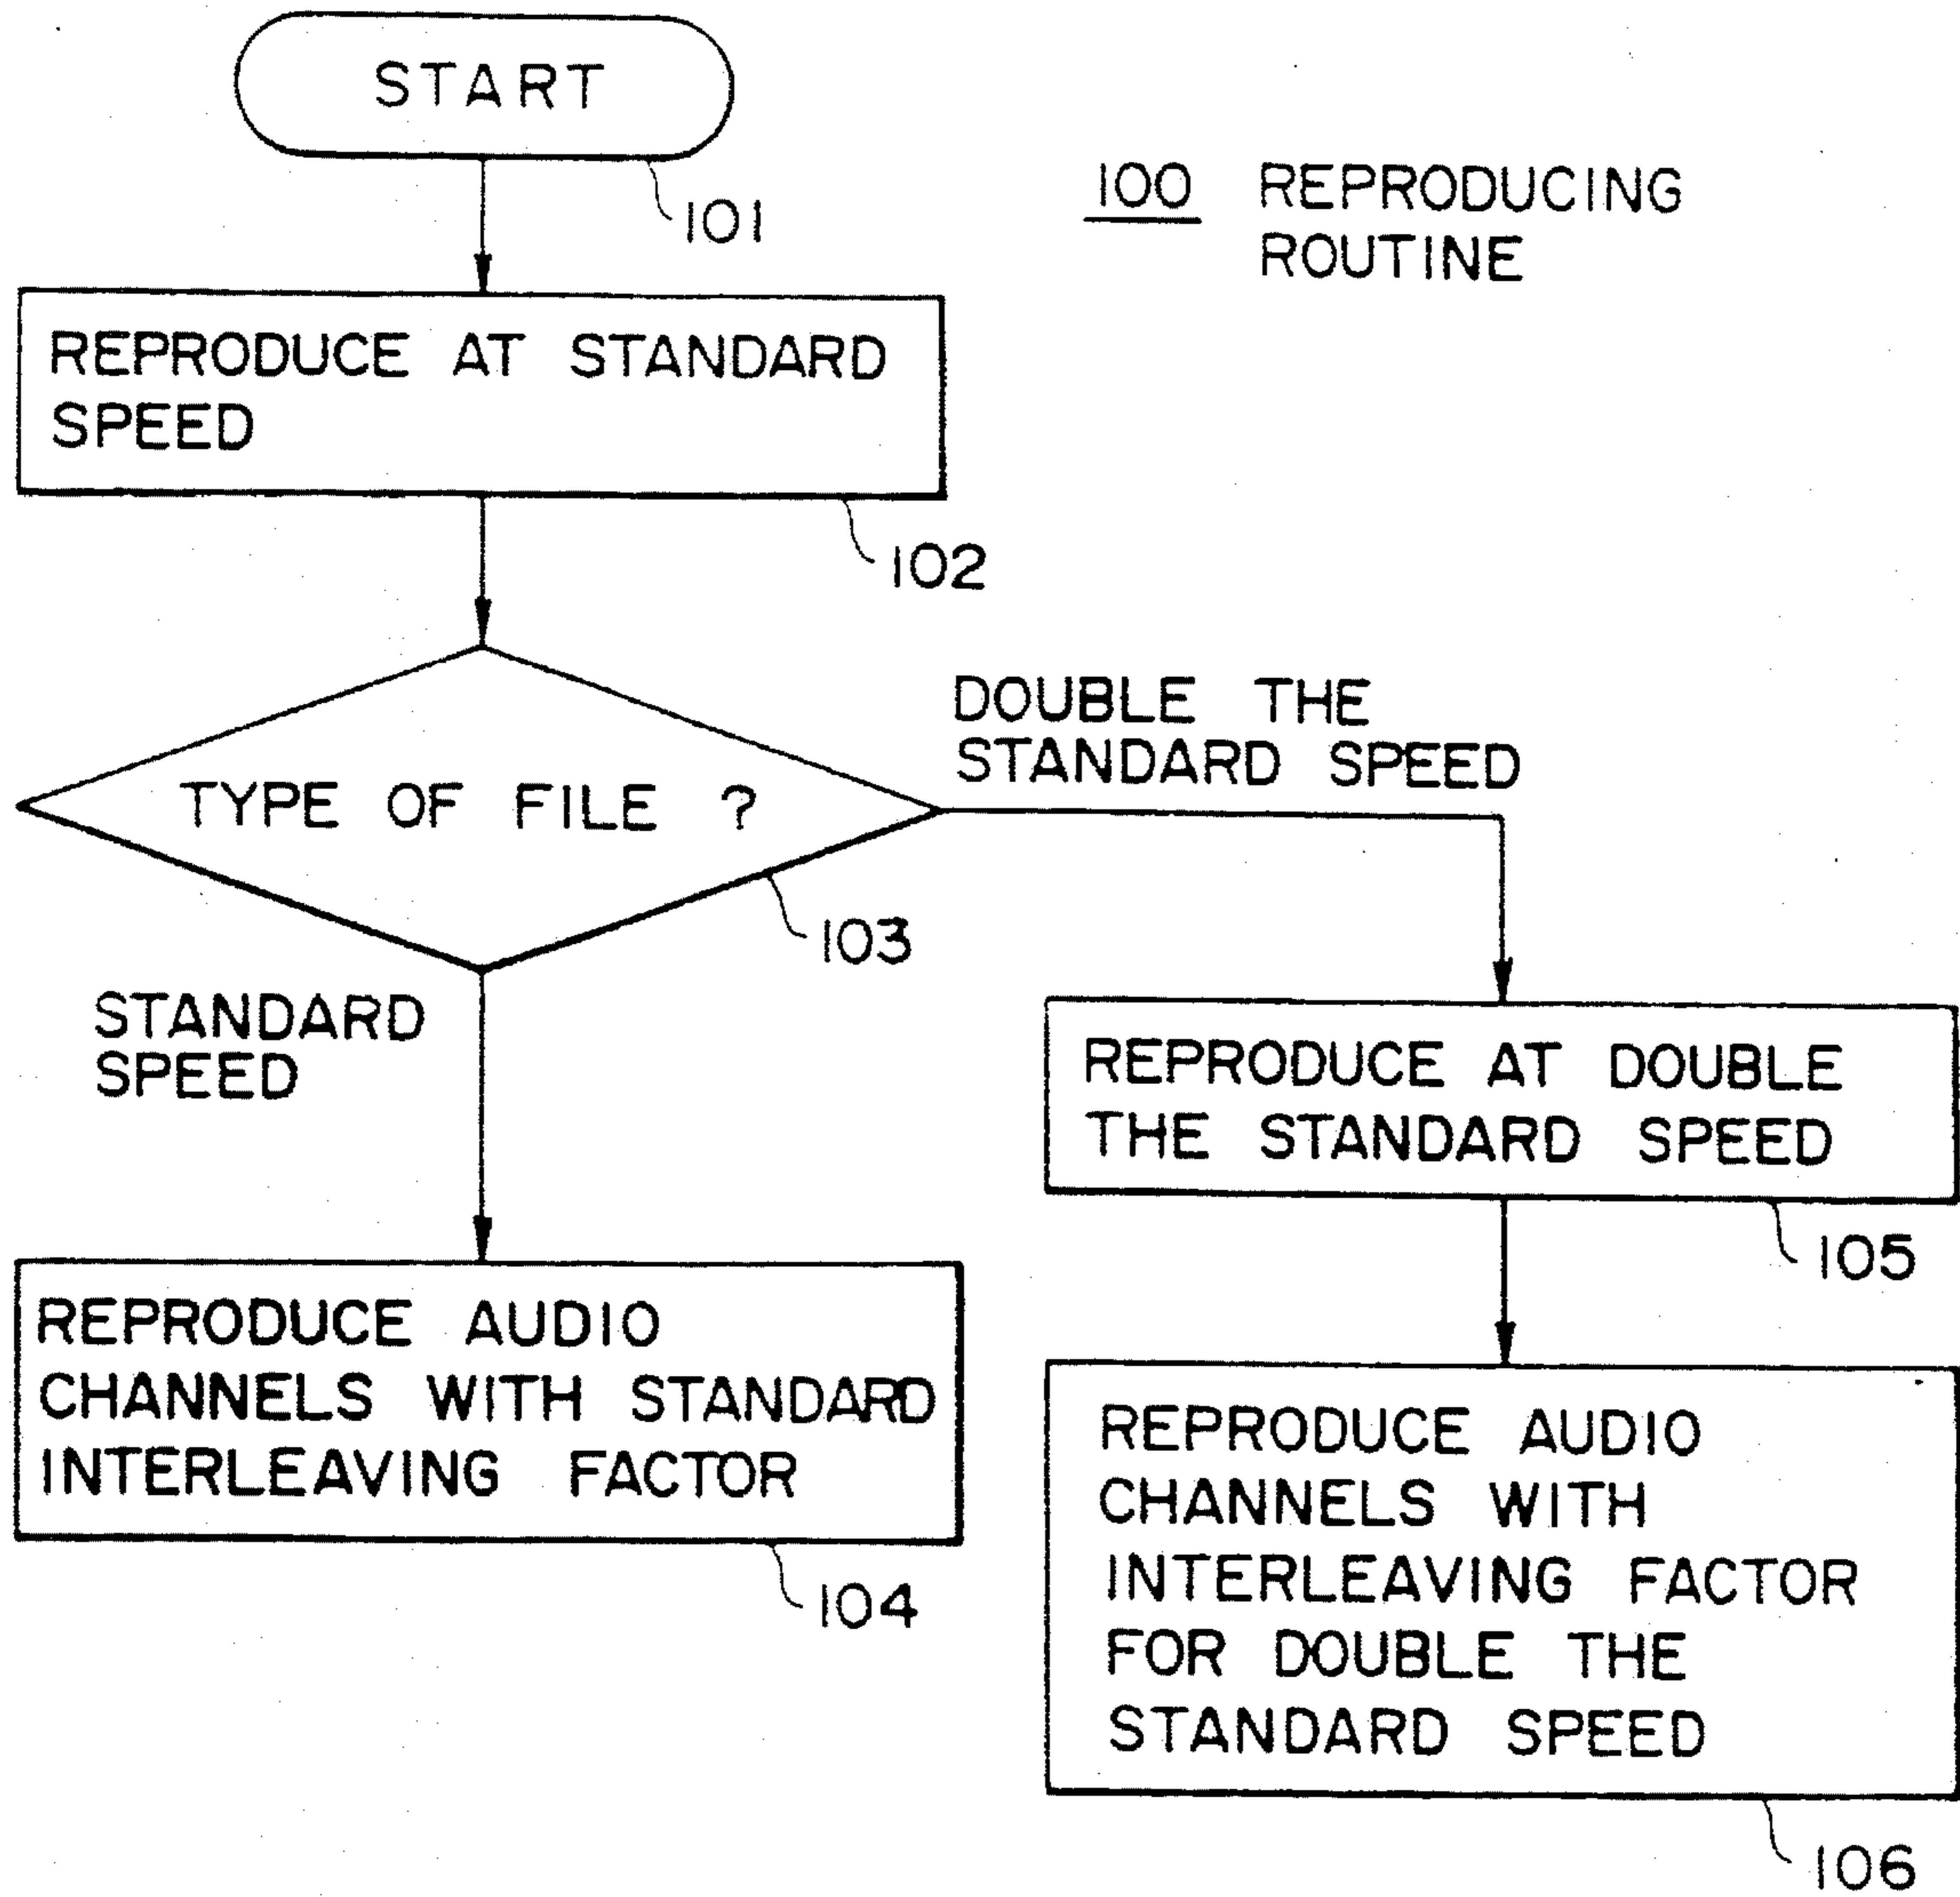 START
101
100 REPRODUCING
ROUTINE
REPRODUCE AT STANDARD
SPEED
102
TYPE OF FILE ?
103
DOUBLE THE
STANDARD SPEED
STANDARD
SPEED
REPRODUCE AUDIO
CHANNELS WITH STANDARD
INTERLEAVING FACTOR
104
REPRODUCE AT DOUBLE
THE STANDARD SPEED
105
REPRODUCE AUDIO
CHANNELS WITH
INTERLEAVING FACTOR
FOR DOUBLE THE
STANDARD SPEED
106